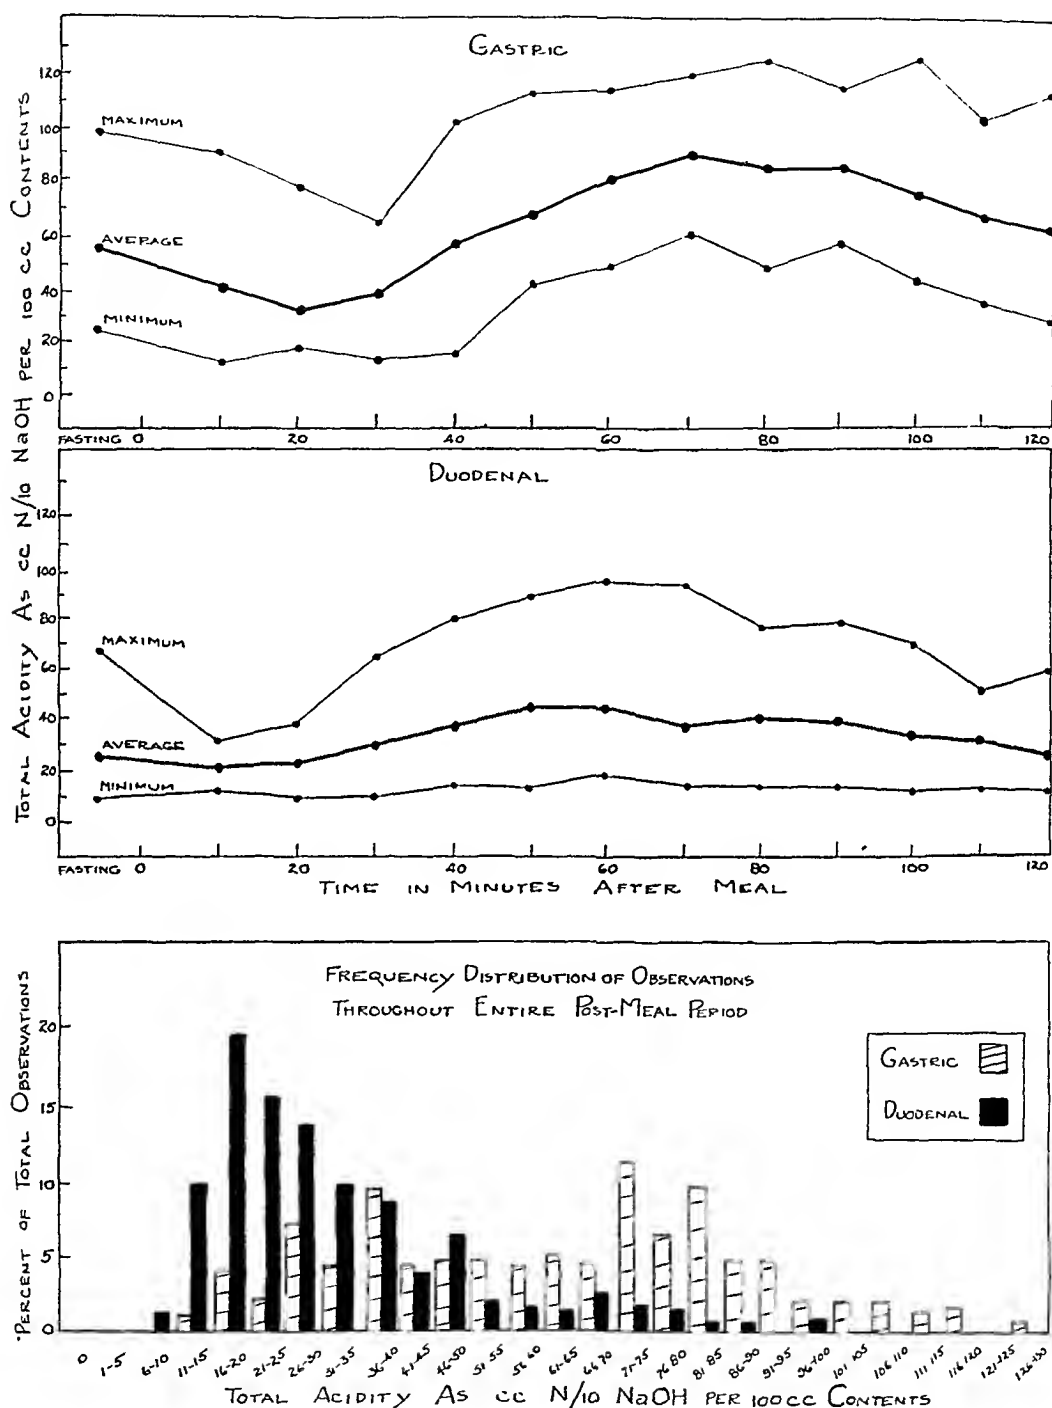 GASTRIC
TOTAL ACIDITY AS CC N/10 NaOH PER 100 CC CONTENTS
120
100
80
60
40
20
0
MAXIMUM
AVERAGE
MINIMUM
FASTING 0 20 40 60 80 100 120
DUODENAL
120
100
80
60
40
20
0
MAXIMUM
AVERAGE
MINIMUM
FASTING 0 20 40 60 80 100 120
TIME IN MINUTES AFTER MEAL
FREQUENCY DISTRIBUTION OF OBSERVATIONS
THROUGHOUT ENTIRE POST-MEAL PERIOD
PERCENT OF TOTAL OBSERVATIONS
20
15
10
5
0
GASTRIC
DUODENAL
0 1-5 6-10 11-15 16-20 21-25 26-30 31-35 36-40 41-45 46-50 51-55 56-60 61-65 66-70 71-75 76-80 81-85 86-90 91-95 96-100 101-105 106-110 111-115 116-120 121-125 126-130
TOTAL ACIDITY AS CC N/10 NaOH PER 100CC CONTENTS